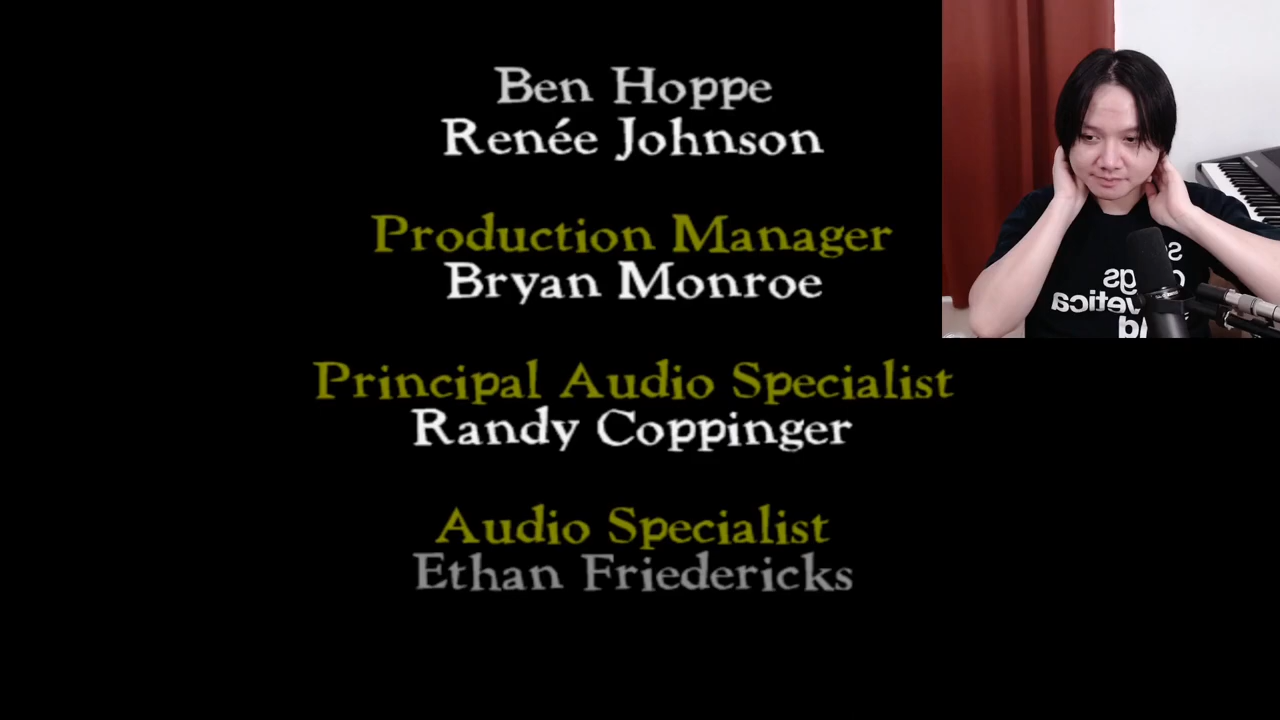 Ben Hoppe
Renée Johnson
Production Manager
Bryan Monroe
Principal Audio Specialist
Randy Coppinger
Audio Specialist
Ethan Friedericks